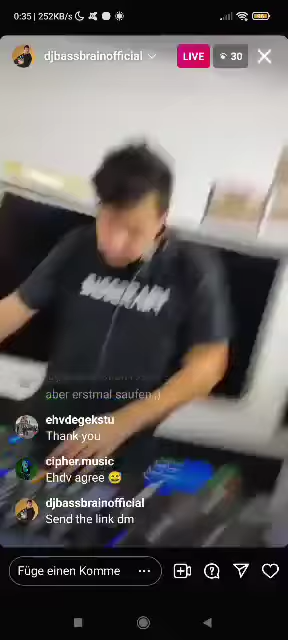 0:35 | 252KB/s
djbassbrainofficial
LIVE
30
aber erstmal saufen ;)
ehvdegekstu
Thank you
cipher.music
Ehdv agree 😅
djbassbrainofficial
Send the link dm
Füge einen Komme